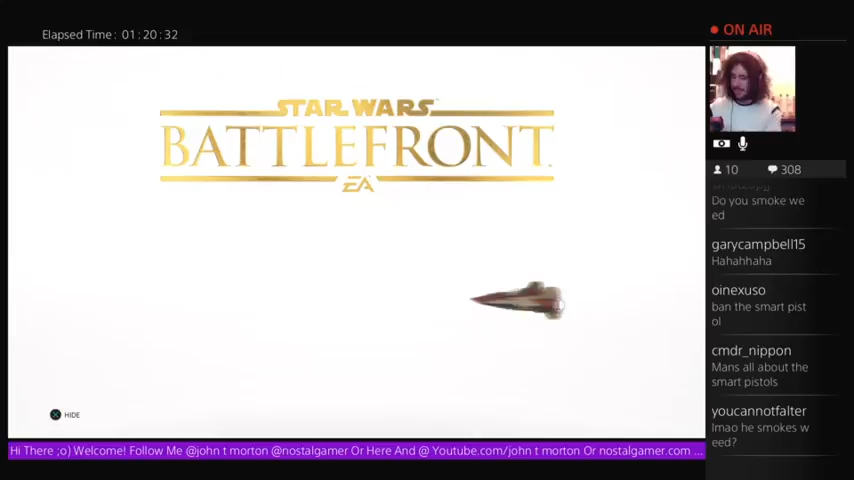 Elapsed Time: 01:20:32
ON AIR
STAR WARS
BATTLEFRONT
EA
10 308
Do you smoke we
ed
garycampbell15
Hahahhaha
oinexuso
ban the smart pist
ol
cmdr_nippon
Mans all about the
smart pistols
youcannotfalter
lmao he smokes w
eed?
HIDE
Hi There ;o) Welcome! Follow Me @john t morton @nostalgamer Or Here And @ Youtube.com/john t morton Or nostalgamer.com ...